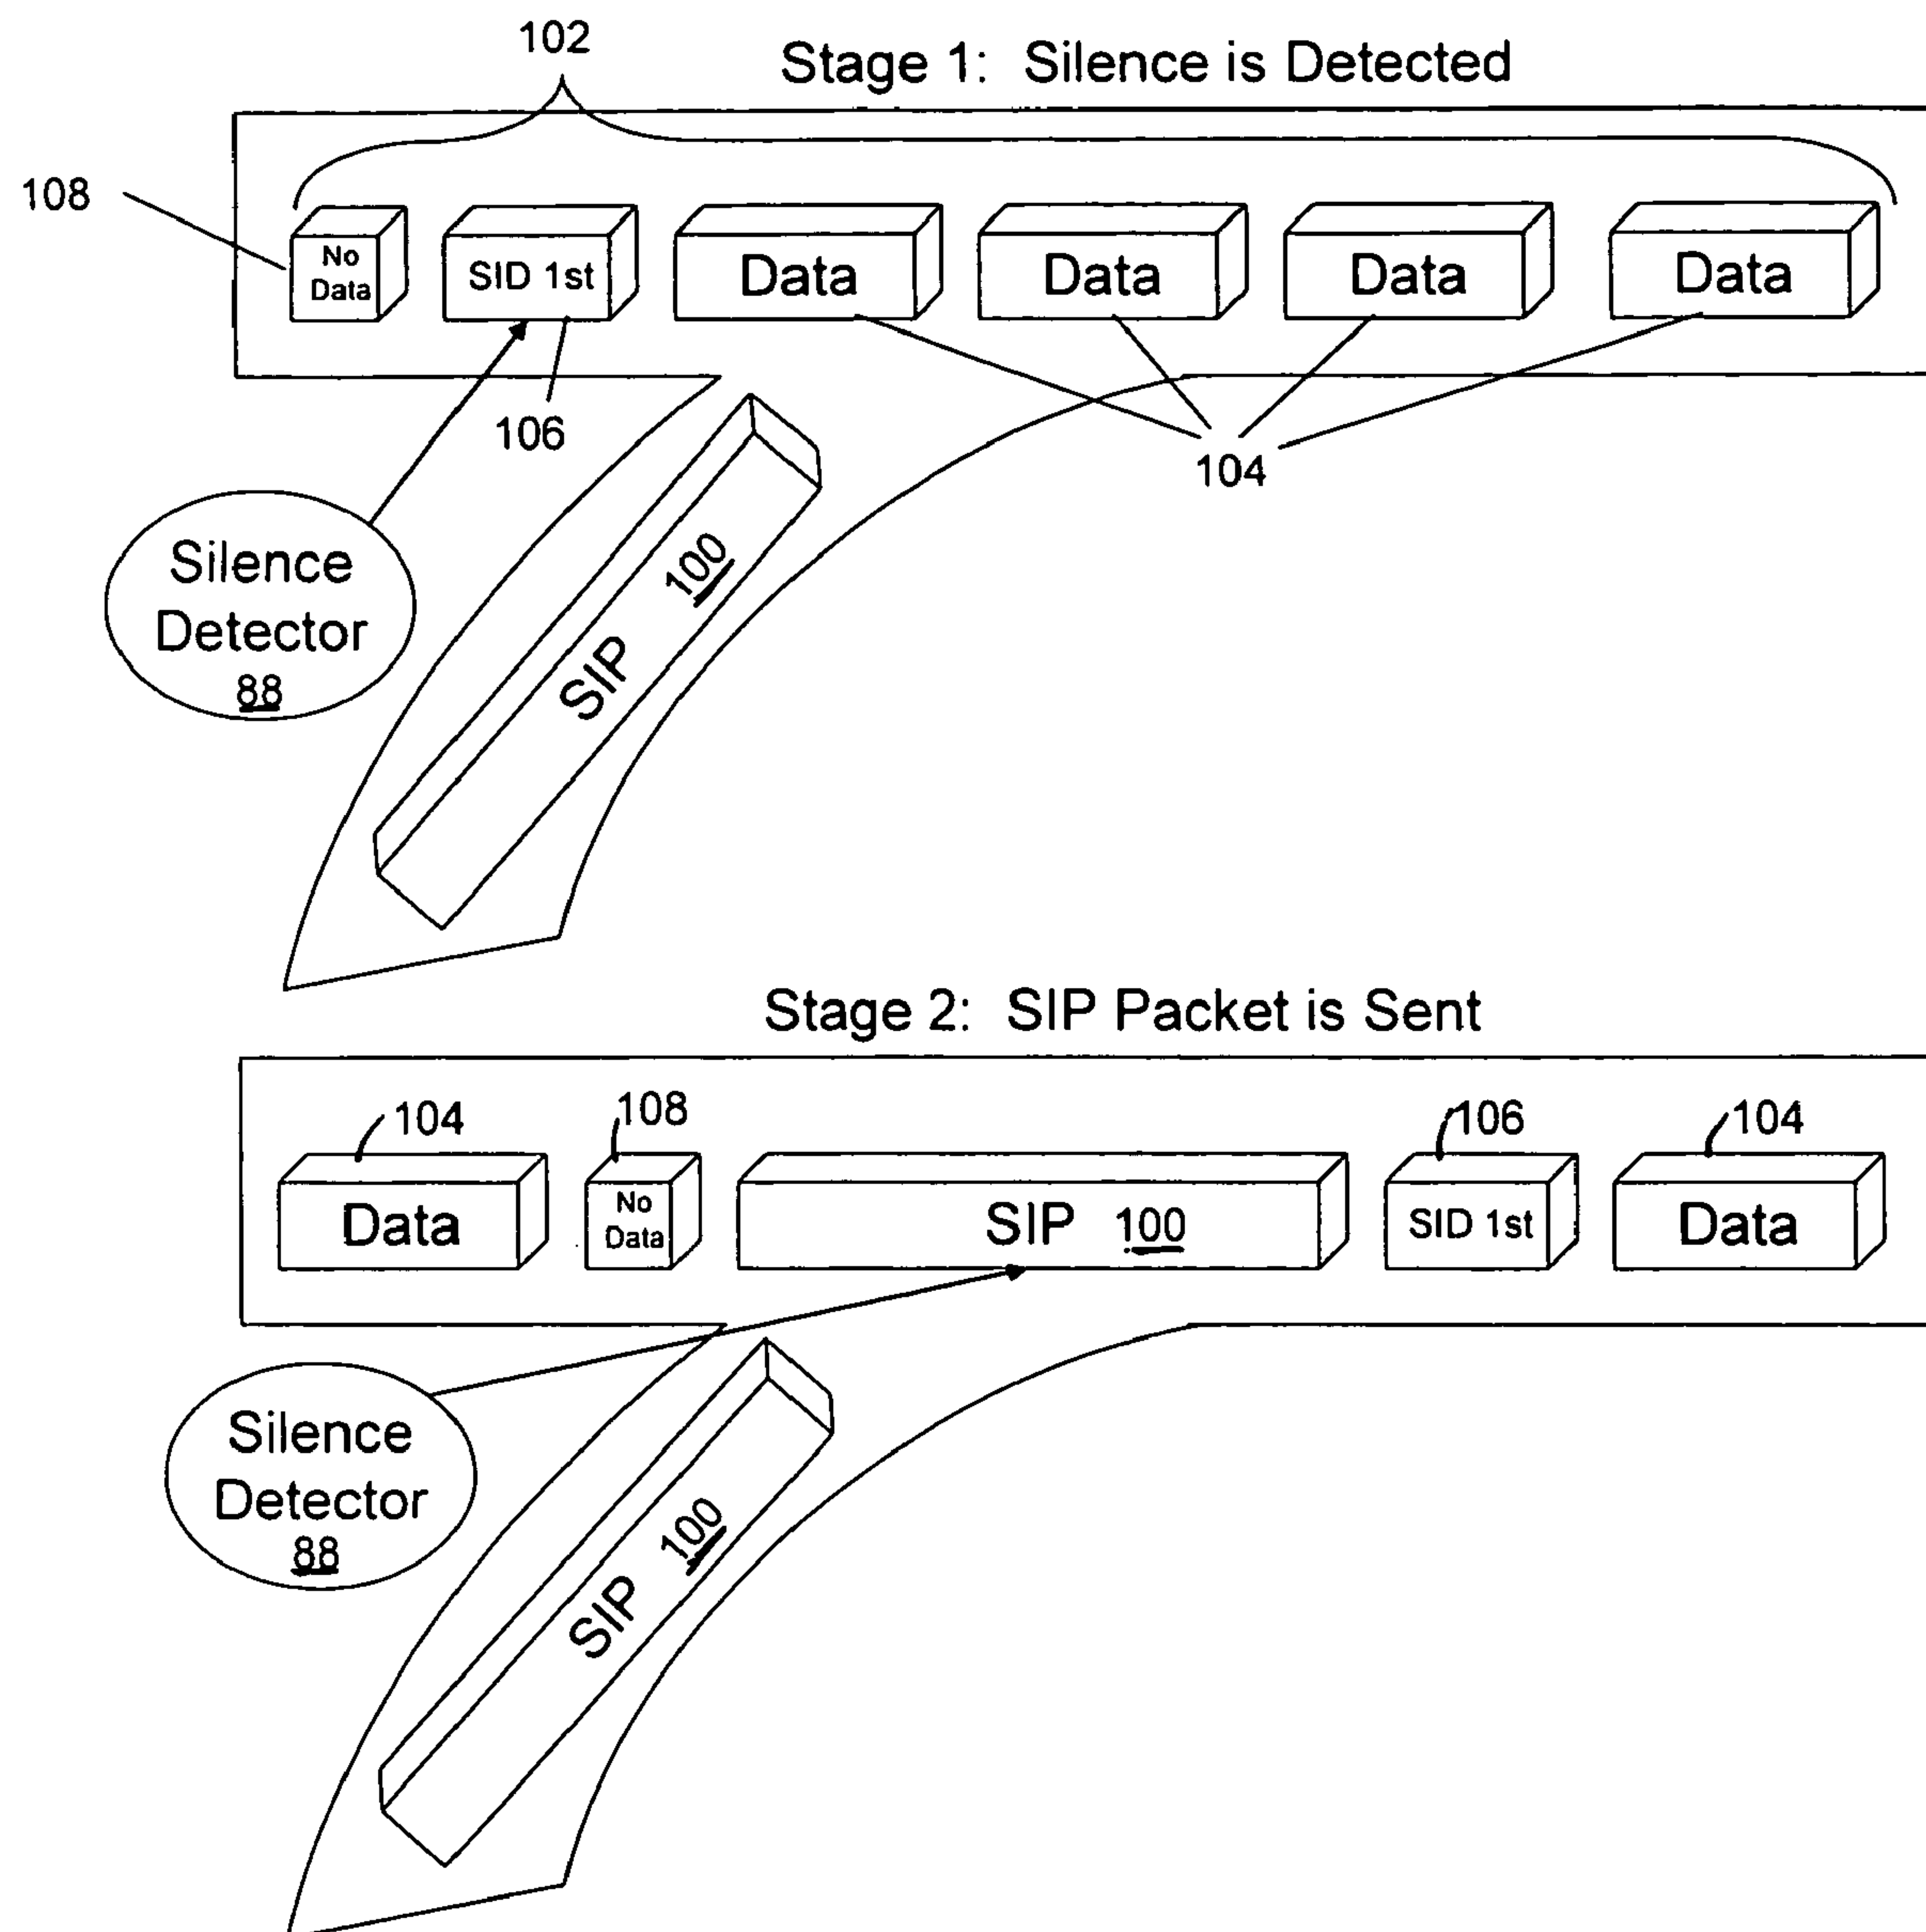 102
Stage 1: Silence is Detected
108
No
Data
SID 1st
Data
Data
Data
Data
106
104
Silence
Detector
88
SIP 100
Stage 2: SIP Packet is Sent
104
108
106
104
Data
No
Data
SIP 100
SID 1st
Data
Silence
Detector
88
SIP 100